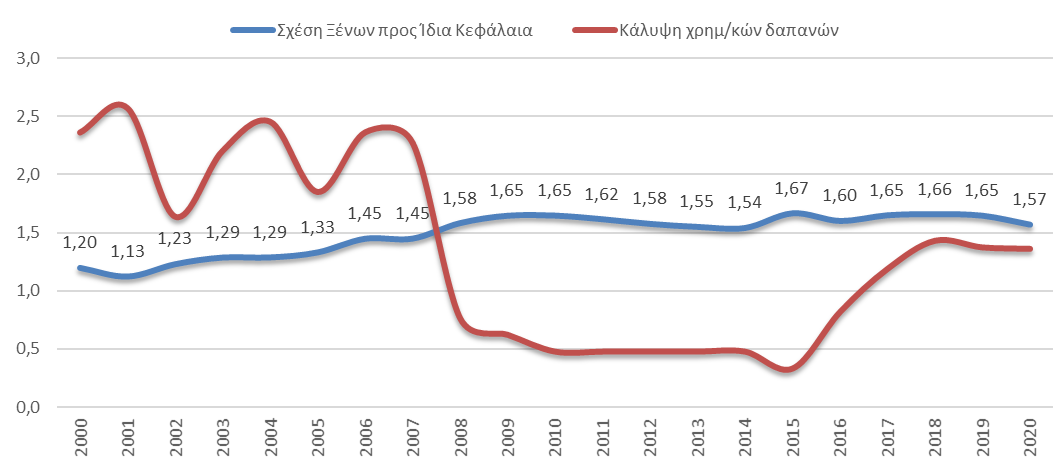 Σχέση Ξένων προς Ίδια Κεφάλαια Κάλυψη χρημ/κών δαπανών
3,0
2,5
2,0
1,5
1,0
0,5
0,0
1,20 1,13 1,23 1,29 1,29 1,33 1,45 1,45 1,58 1,65 1,65 1,62 1,58 1,55 1,54 1,67 1,60 1,65 1,66 1,65 1,57
2000 2001 2002 2003 2004 2005 2006 2007 2008 2009 2010 2011 2012 2013 2014 2015 2016 2017 2018 2019 2020